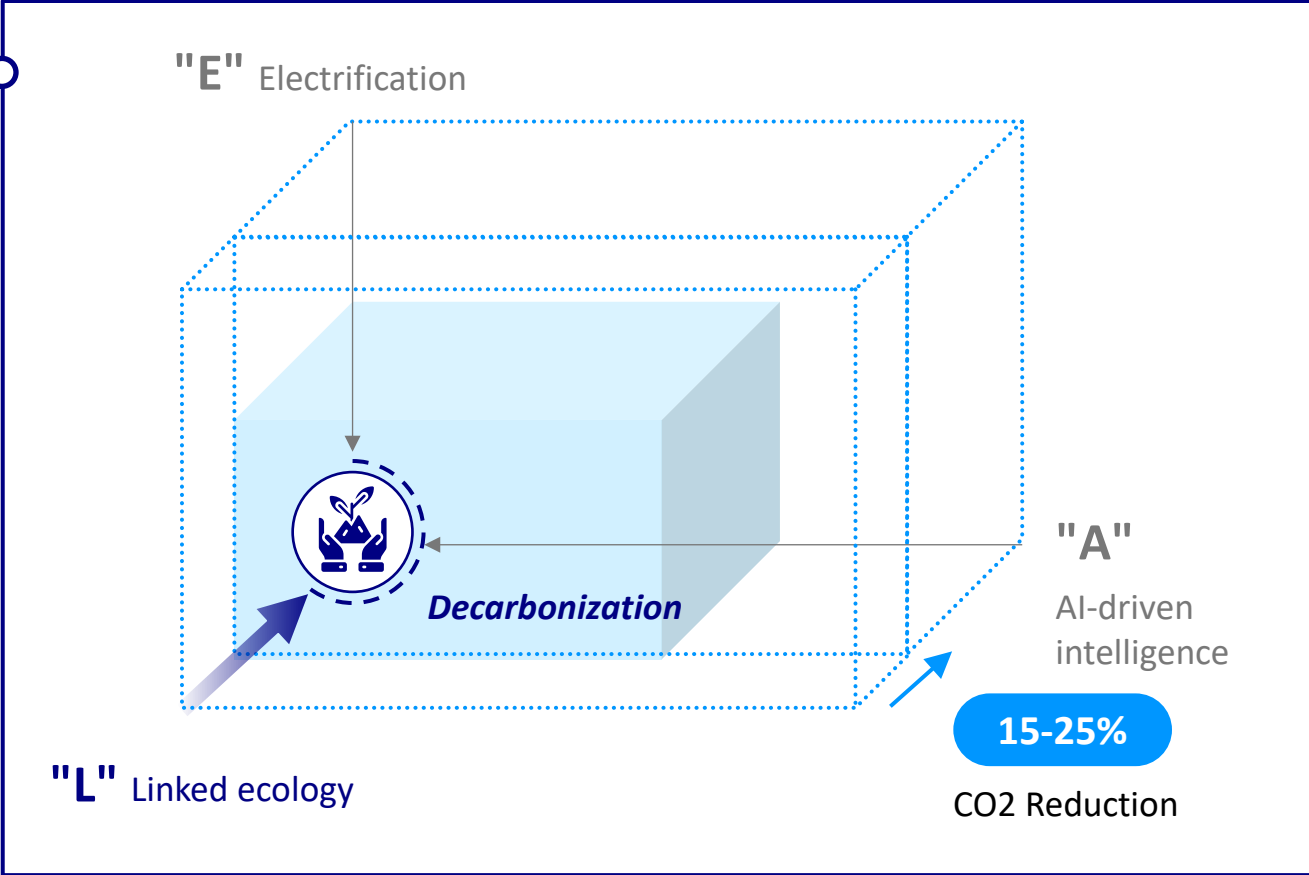 "E" Electrification
"A"
AI-driven
intelligence
Decarbonization
15-25%
CO2 Reduction
"L" Linked ecology